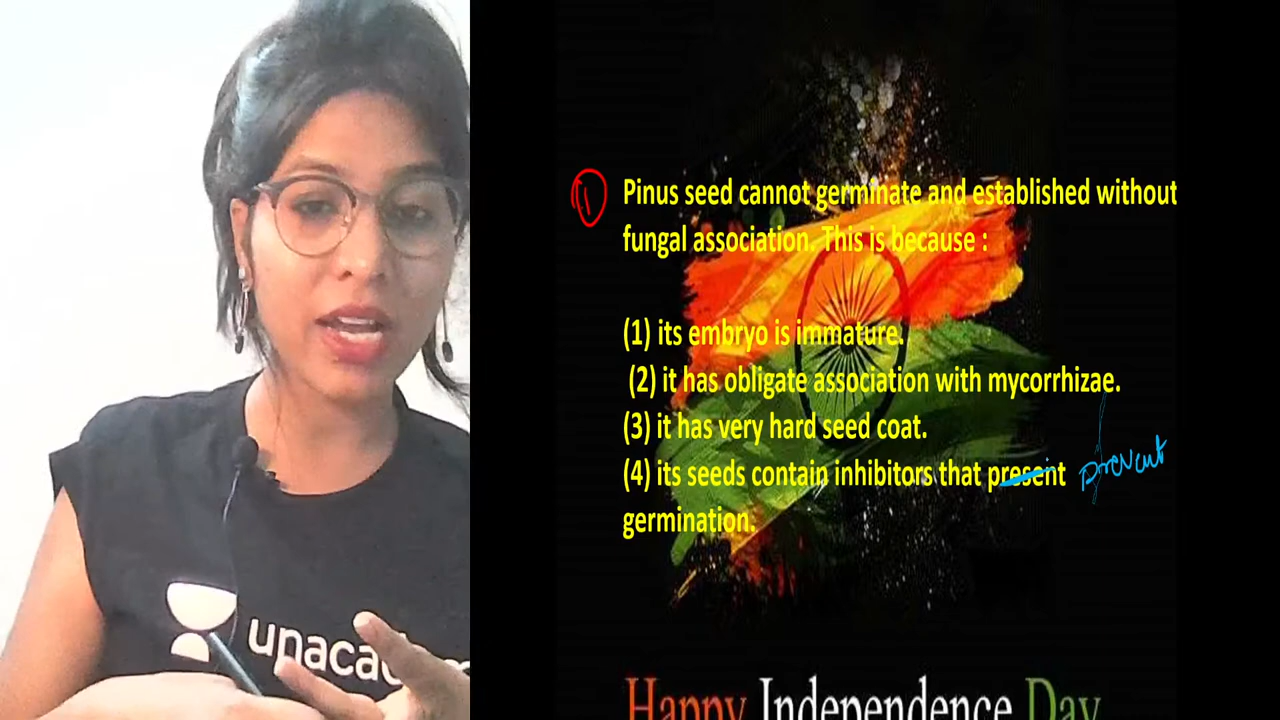 1
Pinus seed cannot germinate and established without
fungal association. This is because :
(1) its embryo is immature.
(2) it has obligate association with mycorrhizae.
(3) it has very hard seed coat.
(4) its seeds contain inhibitors that present prevent
germination.
unacade
Happy Independence Day